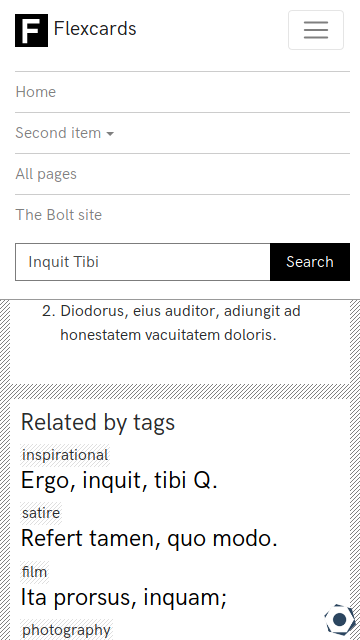 F Flexcards
Home
Second item
All pages
The Bolt site
Inquit Tibi
Search
2. Diodorus, eius auditor, adiungit ad
honestatem vacuitatem doloris.
Related by tags
inspirational
Ergo, inquit, tibi Q.
satire
Refert tamen, quo modo.
film
Ita prorsus, inquam;
photography